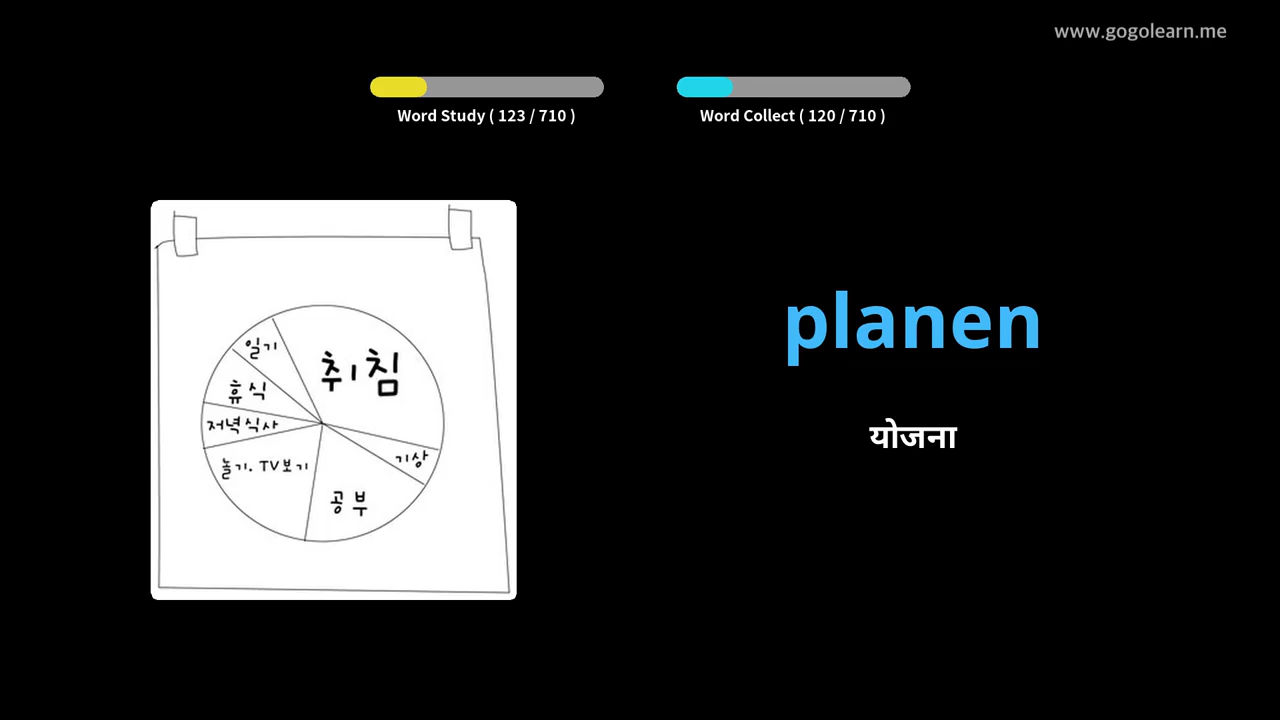 www.gogolearn.me
Word Study ( 123 / 710 )
Word Collect ( 120 / 710 )
일기
취침
휴식
저녁식사
놀기. TV보기
기상
공부
planen
योजना